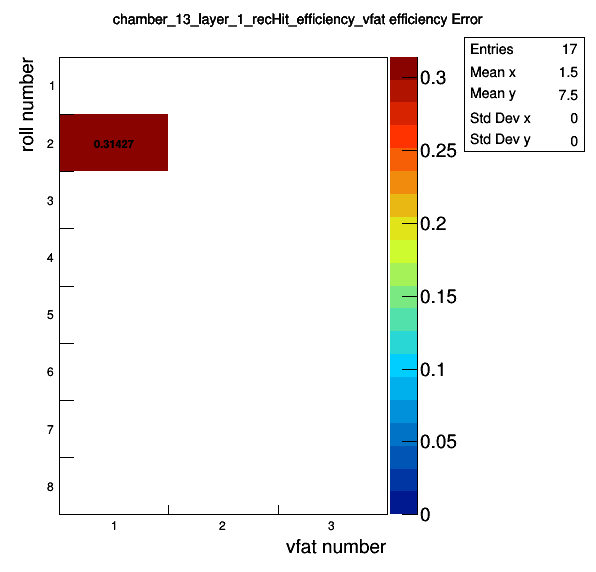 chamber_13_layer_1_recHit_efficiency_vfat efficiency Error
Entries 17
Mean x 1.5
Mean y 7.5
Std Dev x 0
Std Dev y 0
roll number
1
2
3
4
5
6
7
8
0.31427
0.3
0.25
0.2
0.15
0.1
0.05
0
1 2 3
vfat number